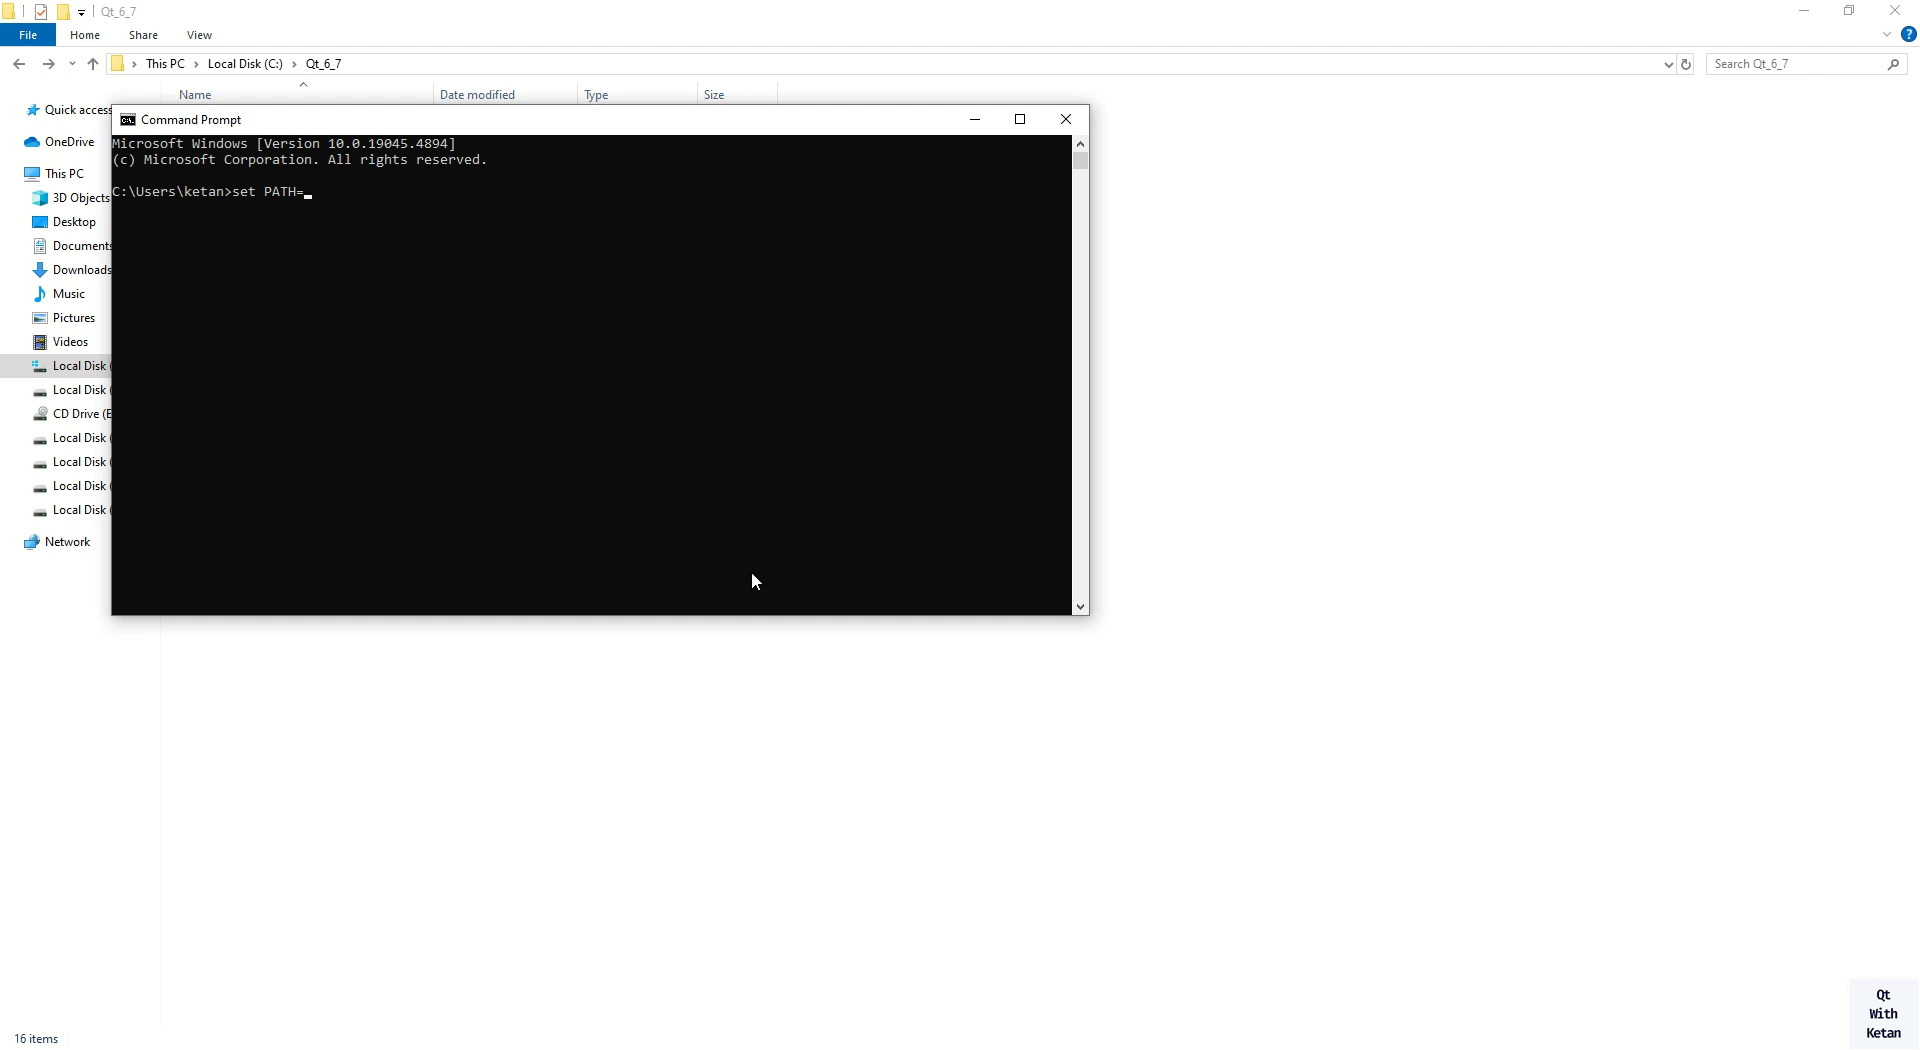 Qt_6_7
File Home Share View
This PC Local Disk (C:) Qt_6_7
Search Qt_6_7
Name Date modified Type Size
Quick access
OneDrive
This PC
3D Objects
Desktop
Documents
Downloads
Music
Pictures
Videos
Local Disk (
Local Disk (
CD Drive (E
Local Disk (
Local Disk (
Local Disk (
Local Disk (
Network
Command Prompt
Microsoft Windows [Version 10.0.19045.4894]
(c) Microsoft Corporation. All rights reserved.
C:\Users\ketan>set PATH=
16 items
Qt
With
Ketan